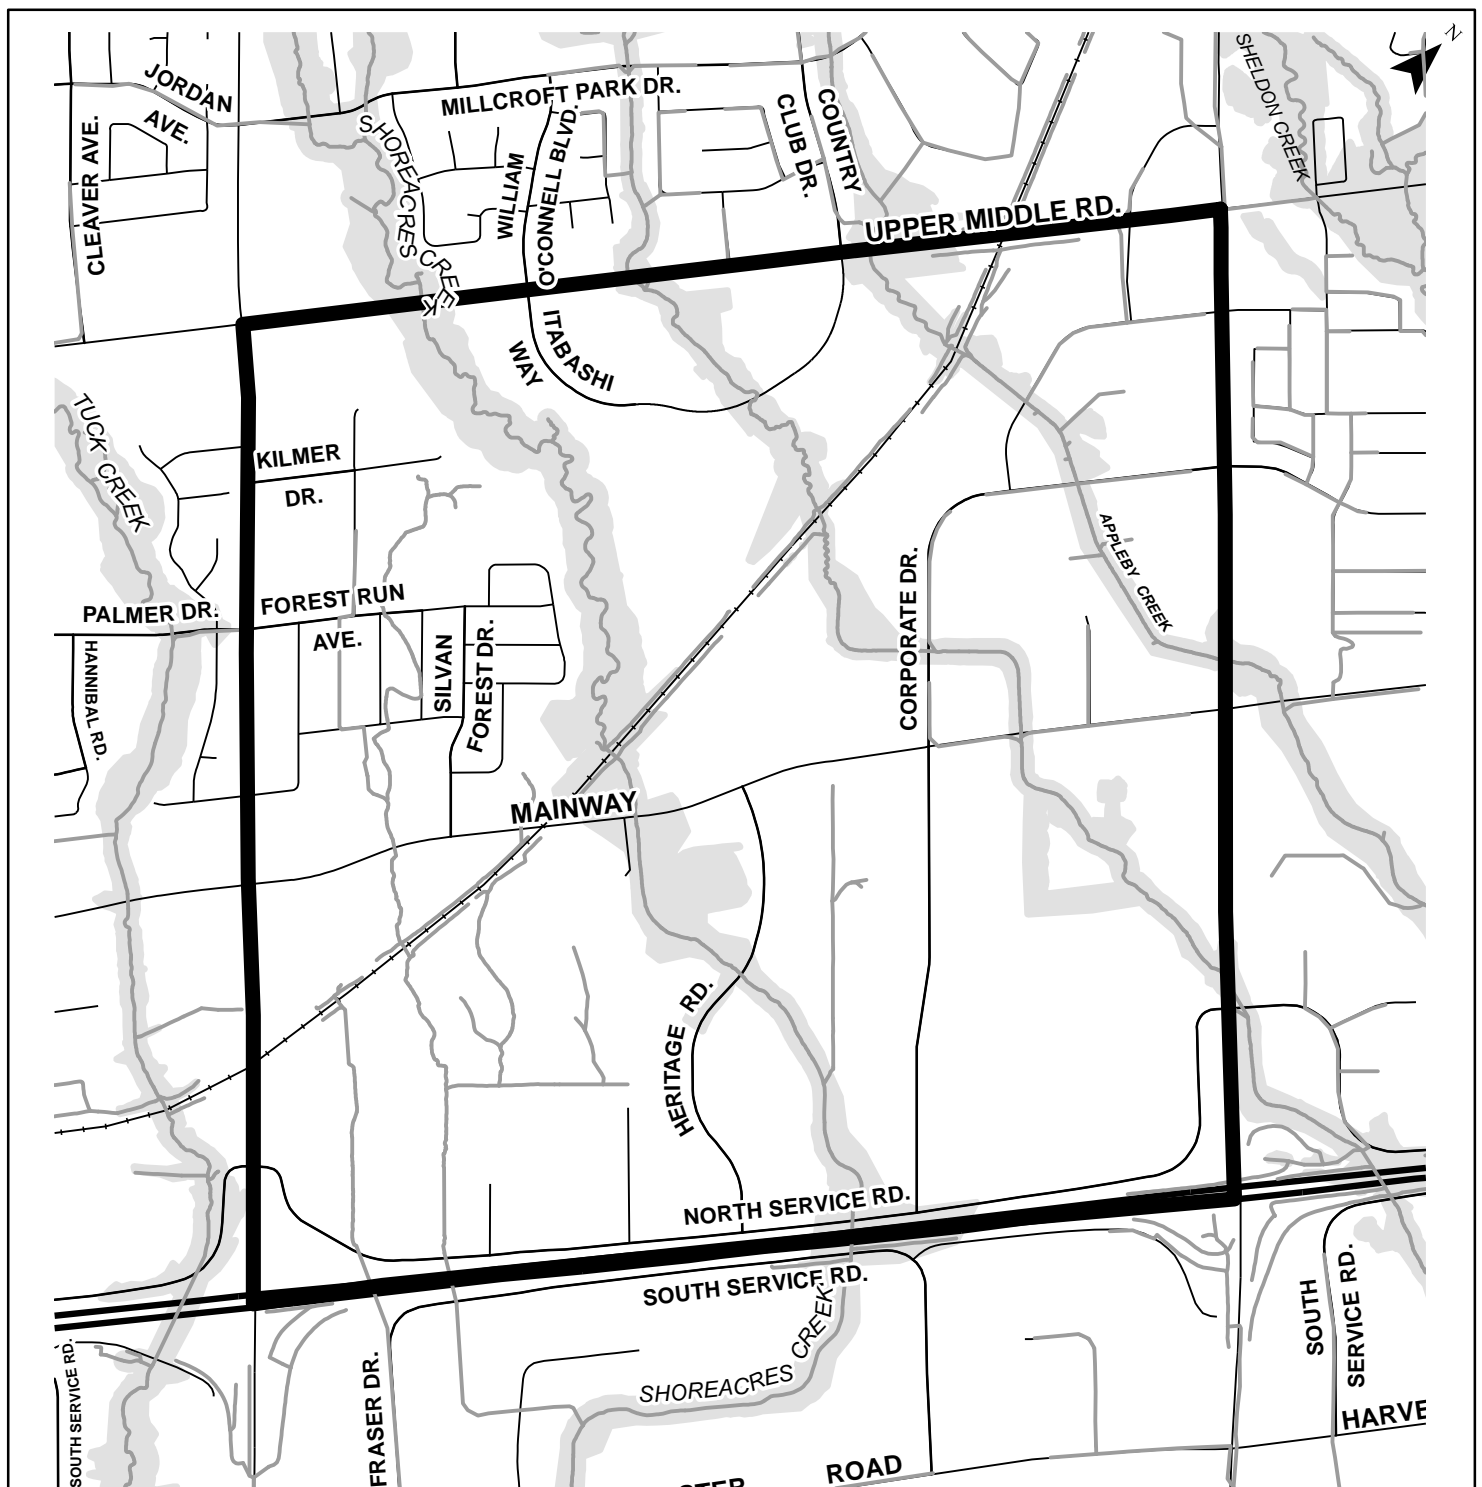 N
JORDAN
AVE.
MILLCROFT PARK DR.
CLEAVER AVE.
SHOREACRES CREEK
WILLIAM
O'CONNELL BLVD.
CLUB DR.
COUNTRY
SHELDON CREEK
UPPER MIDDLE RD.
ITABASHI
WAY
TUCK CREEK
KILMER
DR.
APPLEBY CREEK
PALMER DR.
FOREST RUN
AVE.
HANNIBAL RD.
SILVAN
FOREST DR.
CORPORATE DR.
MAINWAY
HERITAGE RD.
NORTH SERVICE RD.
SOUTH SERVICE RD.
SHOREACRES CREEK
SOUTH
SERVICE RD.
SOUTH SERVICE RD.
FRASER DR.
HARVE
STER ROAD